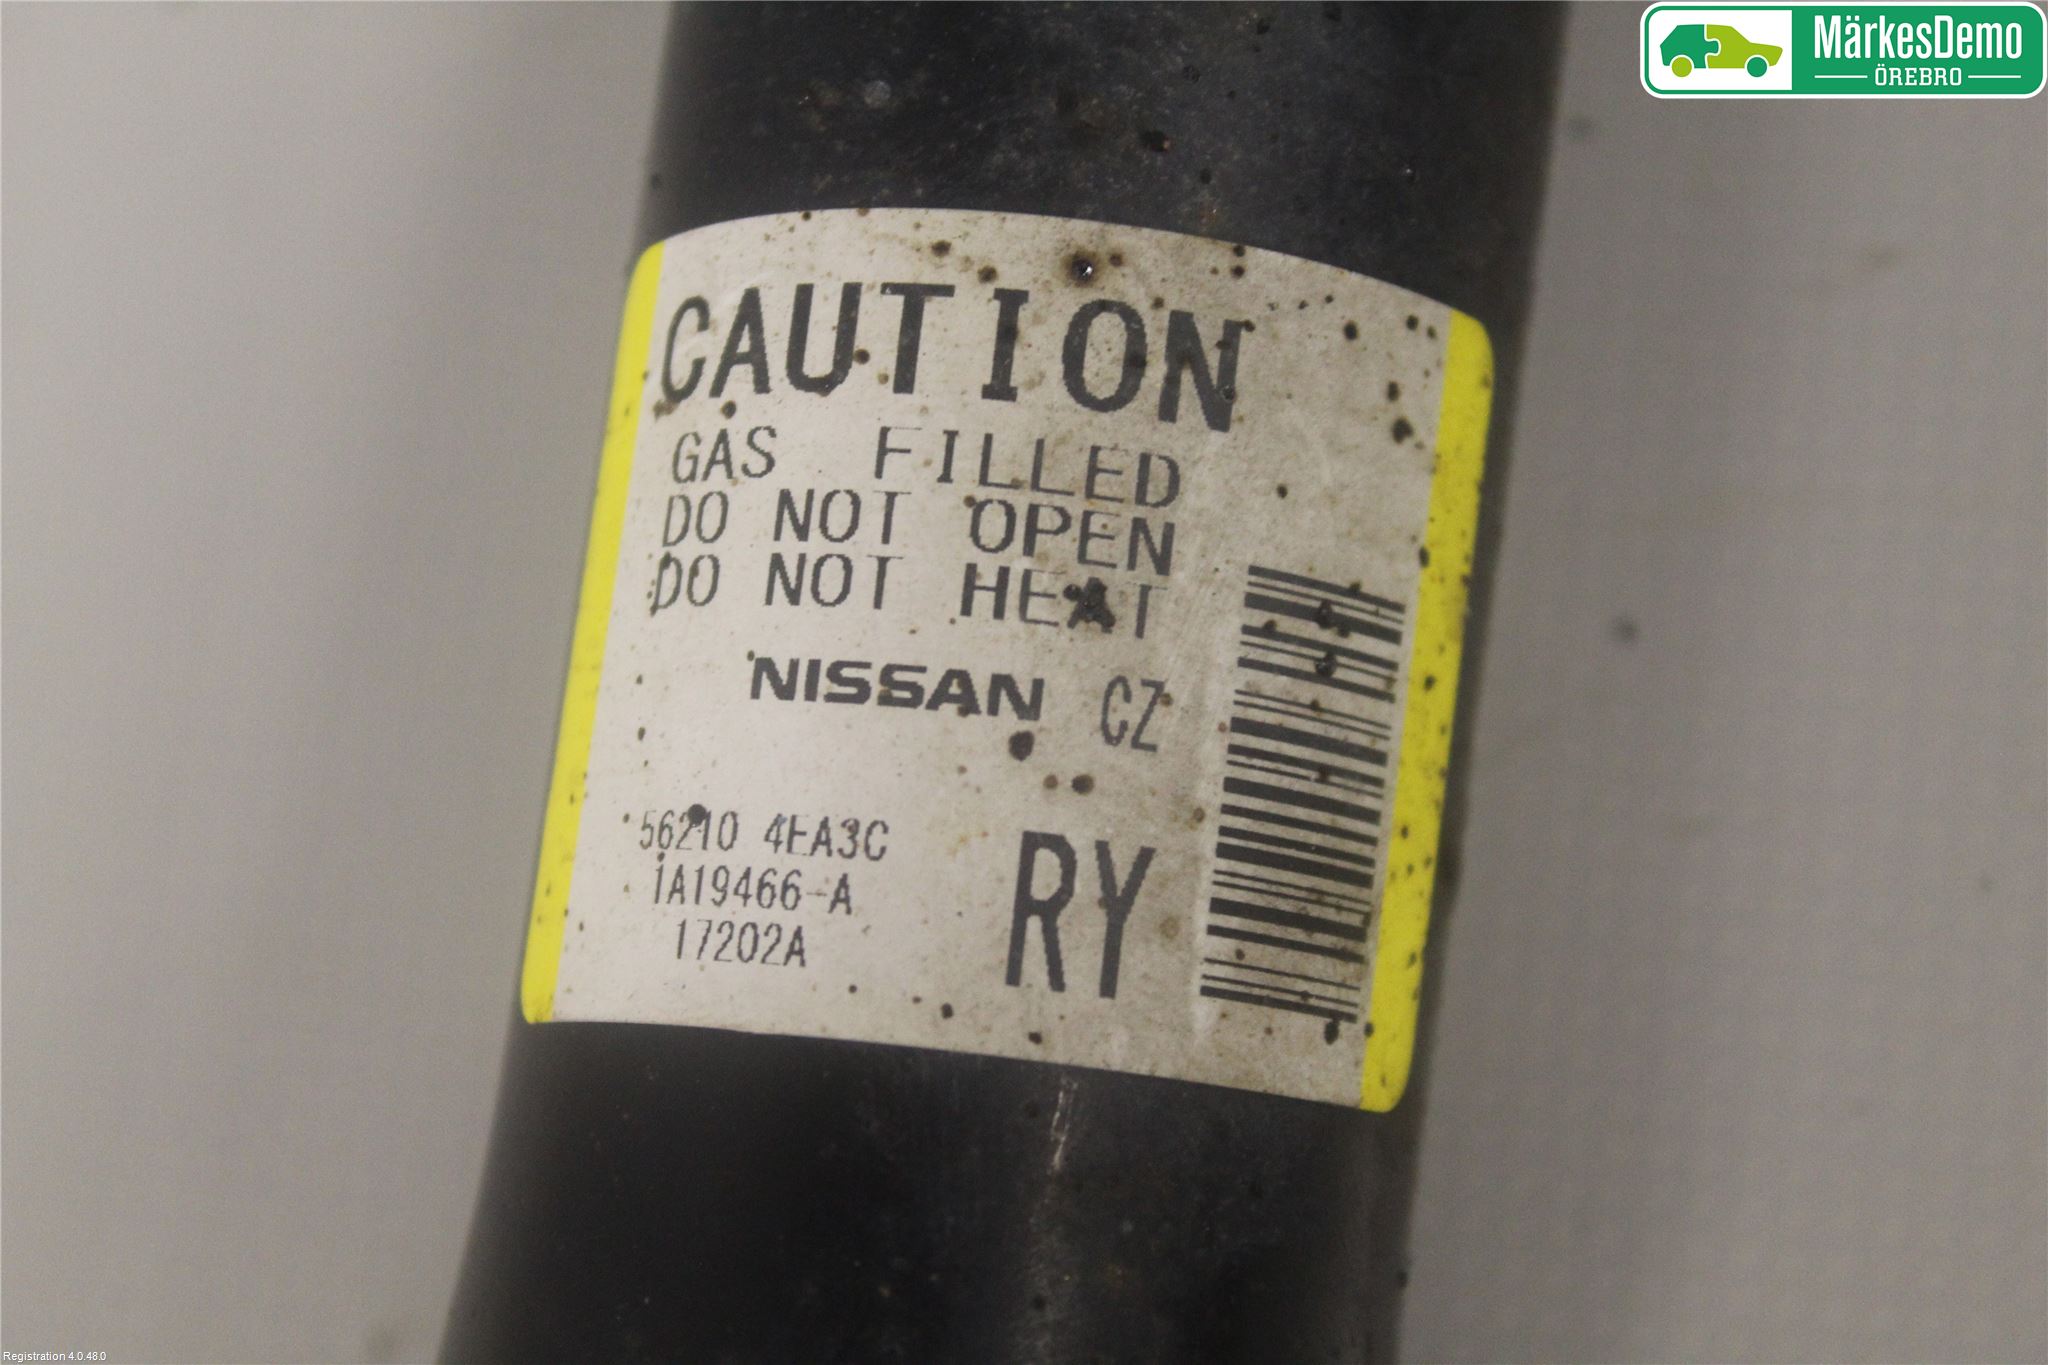 MärkesDemo
ÖREBRO
CAUTION
GAS FILLED
DO NOT OPEN
DO NOT HEAT
NISSAN CZ
56210 4EA3C
1A19466-A
17202A
RY
Registration 4.0.48.0